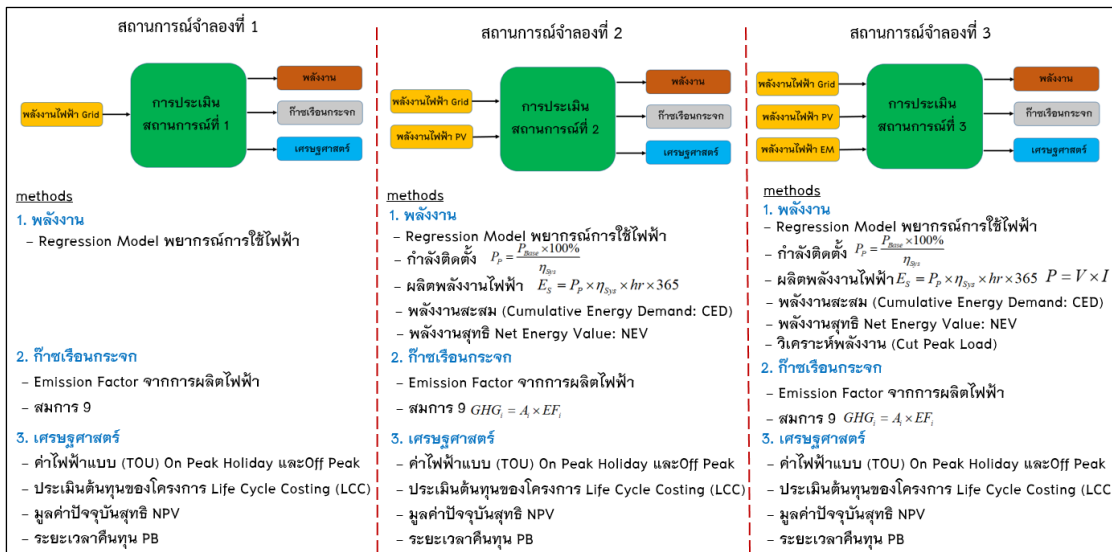 สถานการณ์จำลองที่ 1
พลังงานไฟฟ้า Grid
การประเมิน
สถานการณ์ที่ 1
พลังงาน
ก๊าซเรือนกระจก
เศรษฐศาสตร์
methods
1. พลังงาน
– Regression Model พยากรณ์การใช้ไฟฟ้า
2. ก๊าซเรือนกระจก
– Emission Factor จากการผลิตไฟฟ้า
– สมการ 9
3. เศรษฐศาสตร์
– ค่าไฟฟ้าแบบ (TOU) On Peak Holiday และOff Peak
– ประเมินต้นทุนของโครงการ Life Cycle Costing (LCC)
– มูลค่าปัจจุบันสุทธิ NPV
– ระยะเวลาคืนทุน PB
สถานการณ์จำลองที่ 2
พลังงานไฟฟ้า Grid
พลังงานไฟฟ้า PV
การประเมิน
สถานการณ์ที่ 2
พลังงาน
ก๊าซเรือนกระจก
เศรษฐศาสตร์
methods
1. พลังงาน
– Regression Model พยากรณ์การใช้ไฟฟ้า
– กำลังติดตั้ง P_P = P_Base × 100% / η_Sys
– ผลิตพลังงานไฟฟ้า E_S = P_P × η_Sys × hr × 365
– พลังงานสะสม (Cumulative Energy Demand: CED)
– พลังงานสุทธิ Net Energy Value: NEV
2. ก๊าซเรือนกระจก
– Emission Factor จากการผลิตไฟฟ้า
– สมการ 9 GHG_i = A_i × EF_i
3. เศรษฐศาสตร์
– ค่าไฟฟ้าแบบ (TOU) On Peak Holiday และOff Peak
– ประเมินต้นทุนของโครงการ Life Cycle Costing (LCC)
– มูลค่าปัจจุบันสุทธิ NPV
– ระยะเวลาคืนทุน PB
สถานการณ์จำลองที่ 3
พลังงานไฟฟ้า Grid
พลังงานไฟฟ้า PV
พลังงานไฟฟ้า EM
การประเมิน
สถานการณ์ที่ 3
พลังงาน
ก๊าซเรือนกระจก
เศรษฐศาสตร์
methods
1. พลังงาน
– Regression Model พยากรณ์การใช้ไฟฟ้า
– กำลังติดตั้ง P_P = P_Base × 100% / η_Sys
– ผลิตพลังงานไฟฟ้า E_S = P_P × η_Sys × hr × 365 P = V × I
– พลังงานสะสม (Cumulative Energy Demand: CED)
– พลังงานสุทธิ Net Energy Value: NEV
– วิเคราะห์พลังงาน (Cut Peak Load)
2. ก๊าซเรือนกระจก
– Emission Factor จากการผลิตไฟฟ้า
– สมการ 9 GHG_i = A_i × EF_i
3. เศรษฐศาสตร์
– ค่าไฟฟ้าแบบ (TOU) On Peak Holiday และOff Peak
– ประเมินต้นทุนของโครงการ Life Cycle Costing (LCC
– มูลค่าปัจจุบันสุทธิ NPV
– ระยะเวลาคืนทุน PB